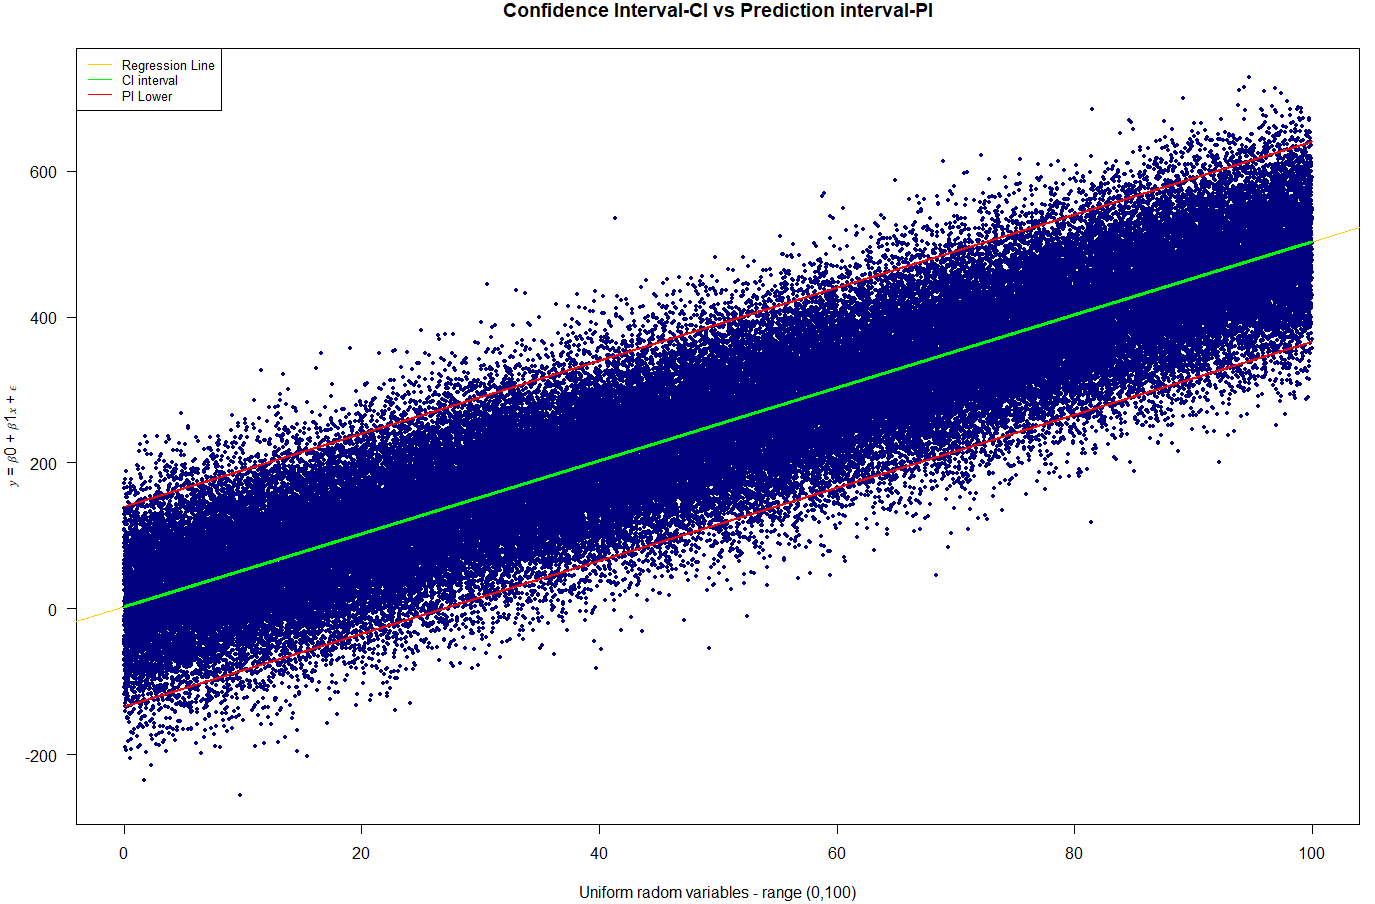 Confidence Interval-CI vs Prediction interval-PI
Regression Line
CI interval
PI Lower
600
400
200
0
-200
y = β0 + β1x + ϵ
0 20 40 60 80 100
Uniform radom variables - range (0,100)